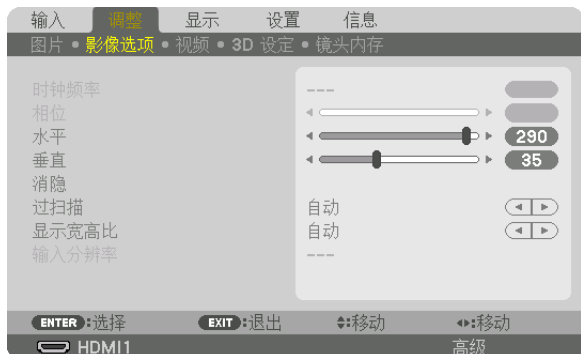 输入 调整 显示 设置 信息
图片 • 影像选项 • 视频 • 3D 设定 • 镜头内存
时钟频率 ---
相位
水平 290
垂直 35
消隐
过扫描 自动
显示宽高比 自动
输入分辨率 ---
ENTER :选择 EXIT :退出 :移动 :移动
HDMI1 高级